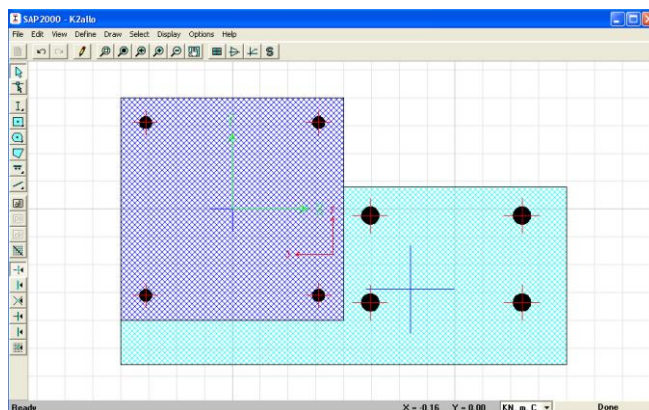 SAP2000 - K2allo
File Edit View Define Draw Select Display Options Help
Ready X = -0.16 Y = 0.00 KN, m, C Done